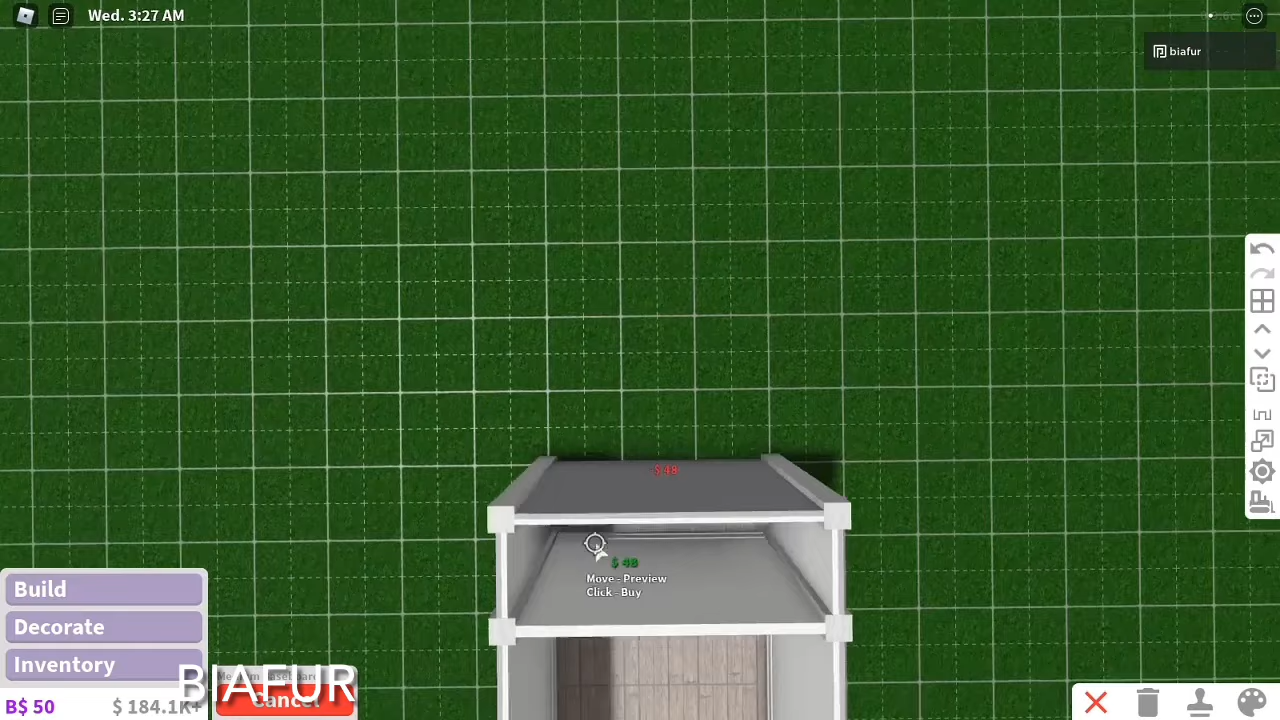 Wed. 3:27 AM
biafur
$ 48
$ 48
Move - Preview
Click - Buy
Build
Decorate
Inventory
BIAFUR
Cancel
B$ 50
$ 184.1K+